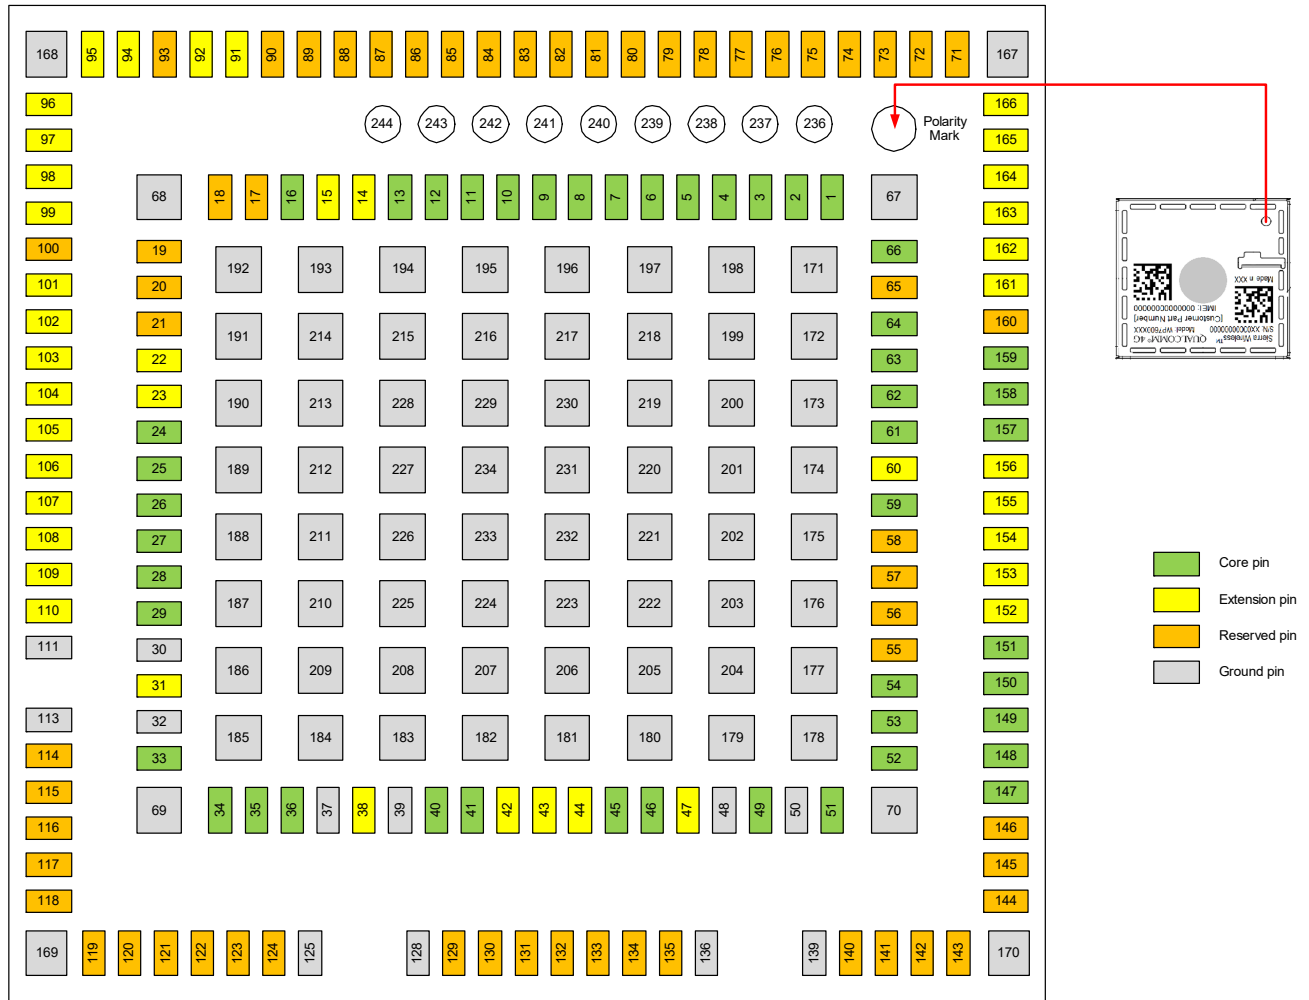 168 95 94 93 92 91 90 89 88 87 86 85 84 83 82 81 80 79 78 77 76 75 74 73 72 71 167
96 166
244 243 242 241 240 239 238 237 236 Polarity
Mark
97 165
98 164
68 18 17 16 15 14 13 12 11 10 9 8 7 6 5 4 3 2 1 67
99 163
100 19 66 162
192 193 194 195 196 197 198 171
101 20 65 161
102 21 64 160
191 214 215 216 217 218 199 172
103 22 63 159
104 23 62 158
190 213 228 229 230 219 200 173
105 24 61 157
106 25 189 212 227 234 231 220 201 174 60 156
107 26 59 155
108 27 188 211 226 233 232 221 202 175 58 154
109 28 57 153
110 29 187 210 225 224 223 222 203 176 56 152
111 30 55 151
31 186 209 208 207 206 205 204 177 54 150
113 32 53 149
185 184 183 182 181 180 179 178
114 33 52 148
115 147
69 34 35 36 37 38 39 40 41 42 43 44 45 46 47 48 49 50 51 70
116 146
117 145
118 144
169 119 120 121 122 123 124 125 128 129 130 131 132 133 134 135 136 139 140 141 142 143 170
Sierra Wireless™ QUALCOMM® 4G
Model: WP7609XX
[Customer Part Number]
Made in XXX
Core pin
Extension pin
Reserved pin
Ground pin